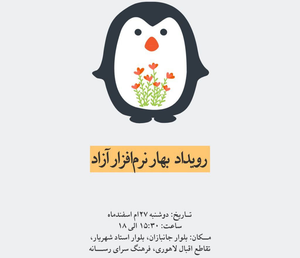 رویداد بهار نرم‌افزار آزاد
تاریخ: دوشنبه ۲۷ام اسفندماه
ساعت: ۱۵:۳۰ الی ۱۸
مکان: بلوار جانبازان، بلوار استاد شهریار،
تقاطع اقبال لاهوری، فرهنگ سرای رسانه